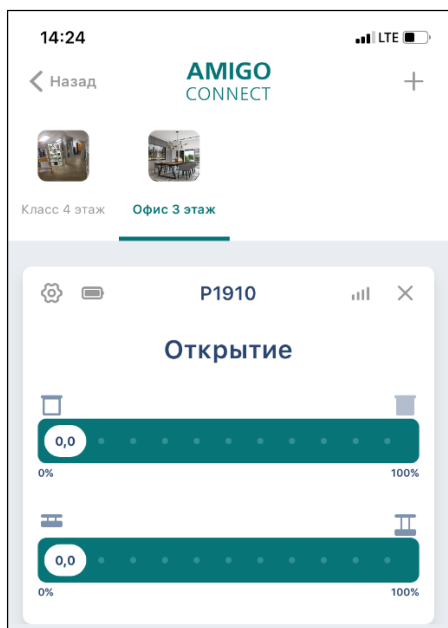 14:24
LTE
Назад
AMIGO
CONNECT
Класс 4 этаж
Офис 3 этаж
P1910
Открытие
0,0
0%
100%
0,0
0%
100%